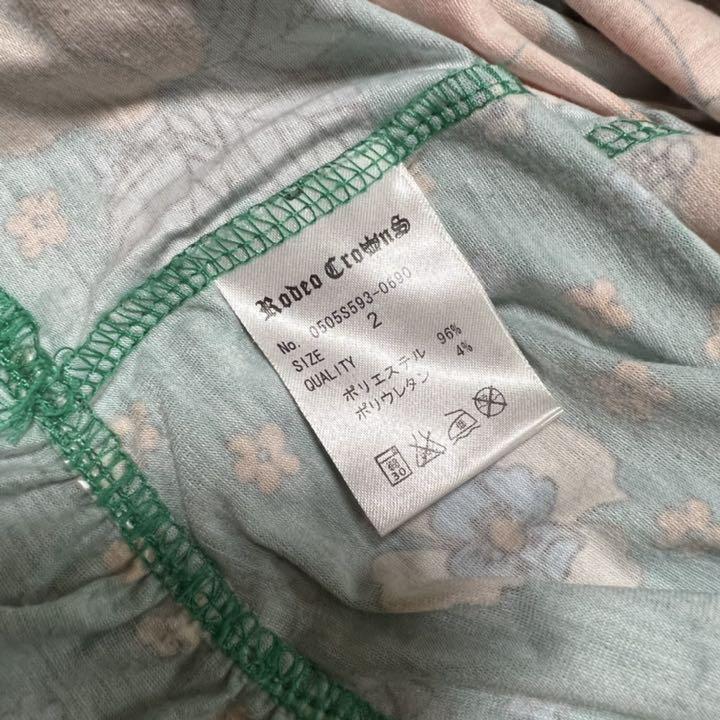 Rodeo Crowns
No. 0505S593-0690
SIZE 2
QUALITY
ポリエステル 96%
ポリウレタン 4%
30